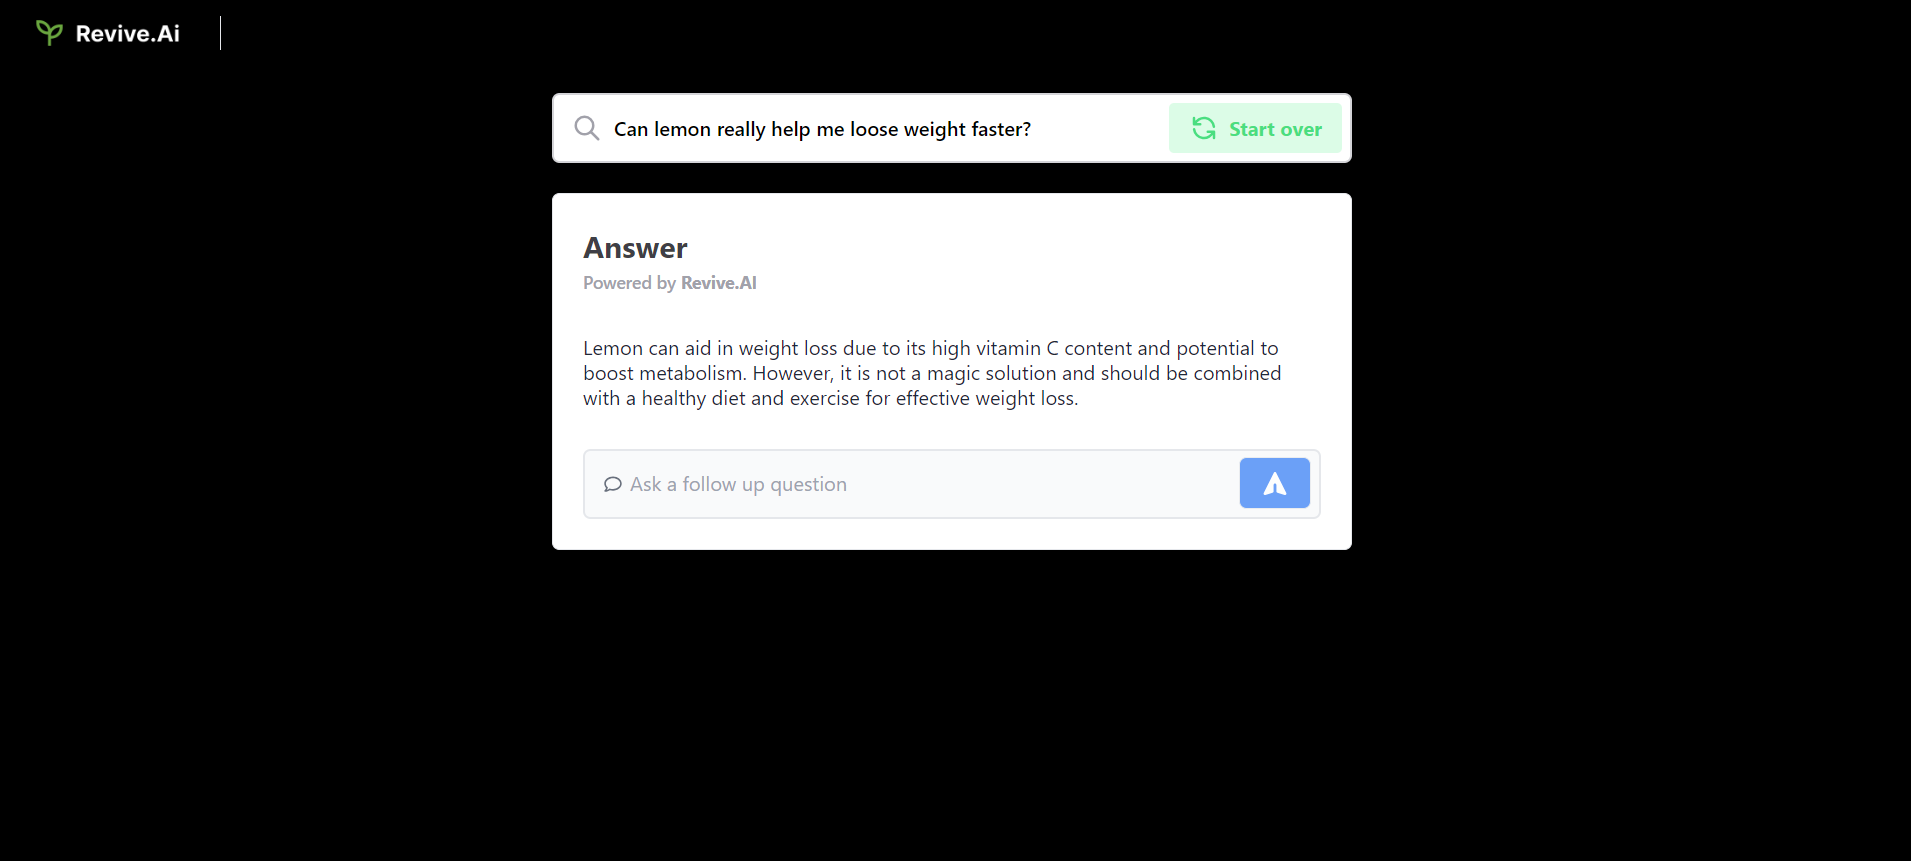 Revive.Ai
Can lemon really help me loose weight faster?
Start over
Answer
Powered by Revive.AI
Lemon can aid in weight loss due to its high vitamin C content and potential to
boost metabolism. However, it is not a magic solution and should be combined
with a healthy diet and exercise for effective weight loss.
Ask a follow up question